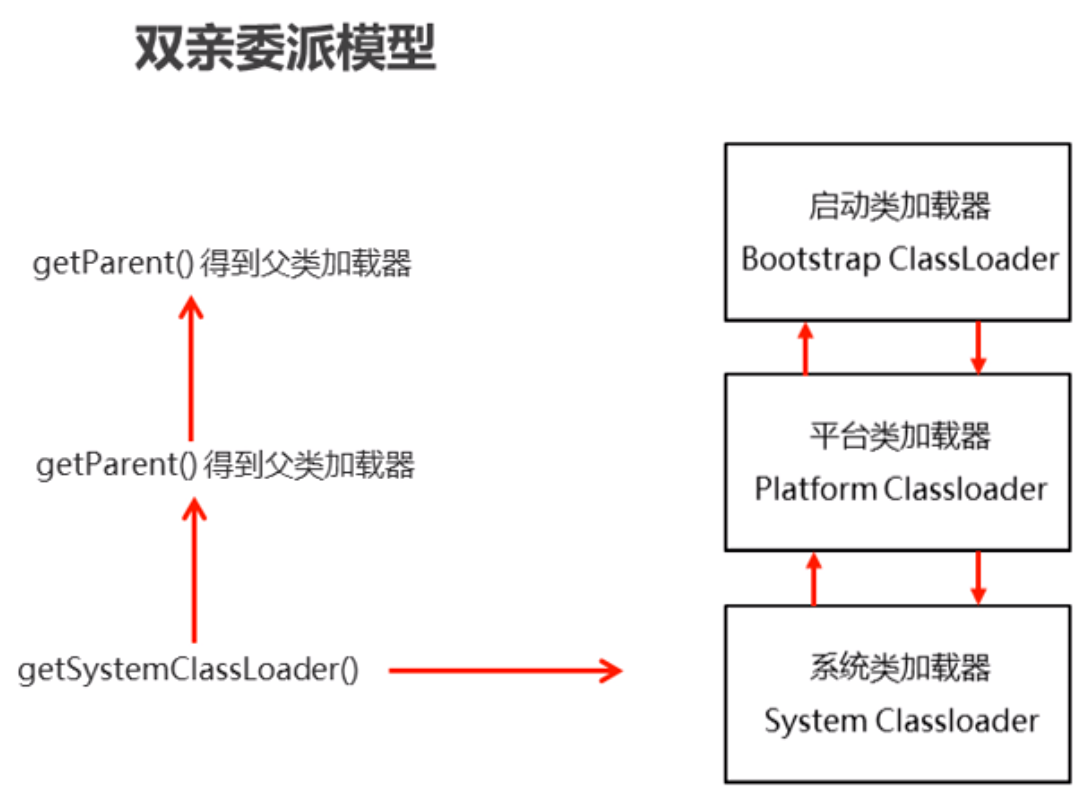 双亲委派模型
启动类加载器
Bootstrap ClassLoader
getParent() 得到父类加载器
平台类加载器
Platform Classloader
getParent() 得到父类加载器
getSystemClassLoader()
系统类加载器
System Classloader